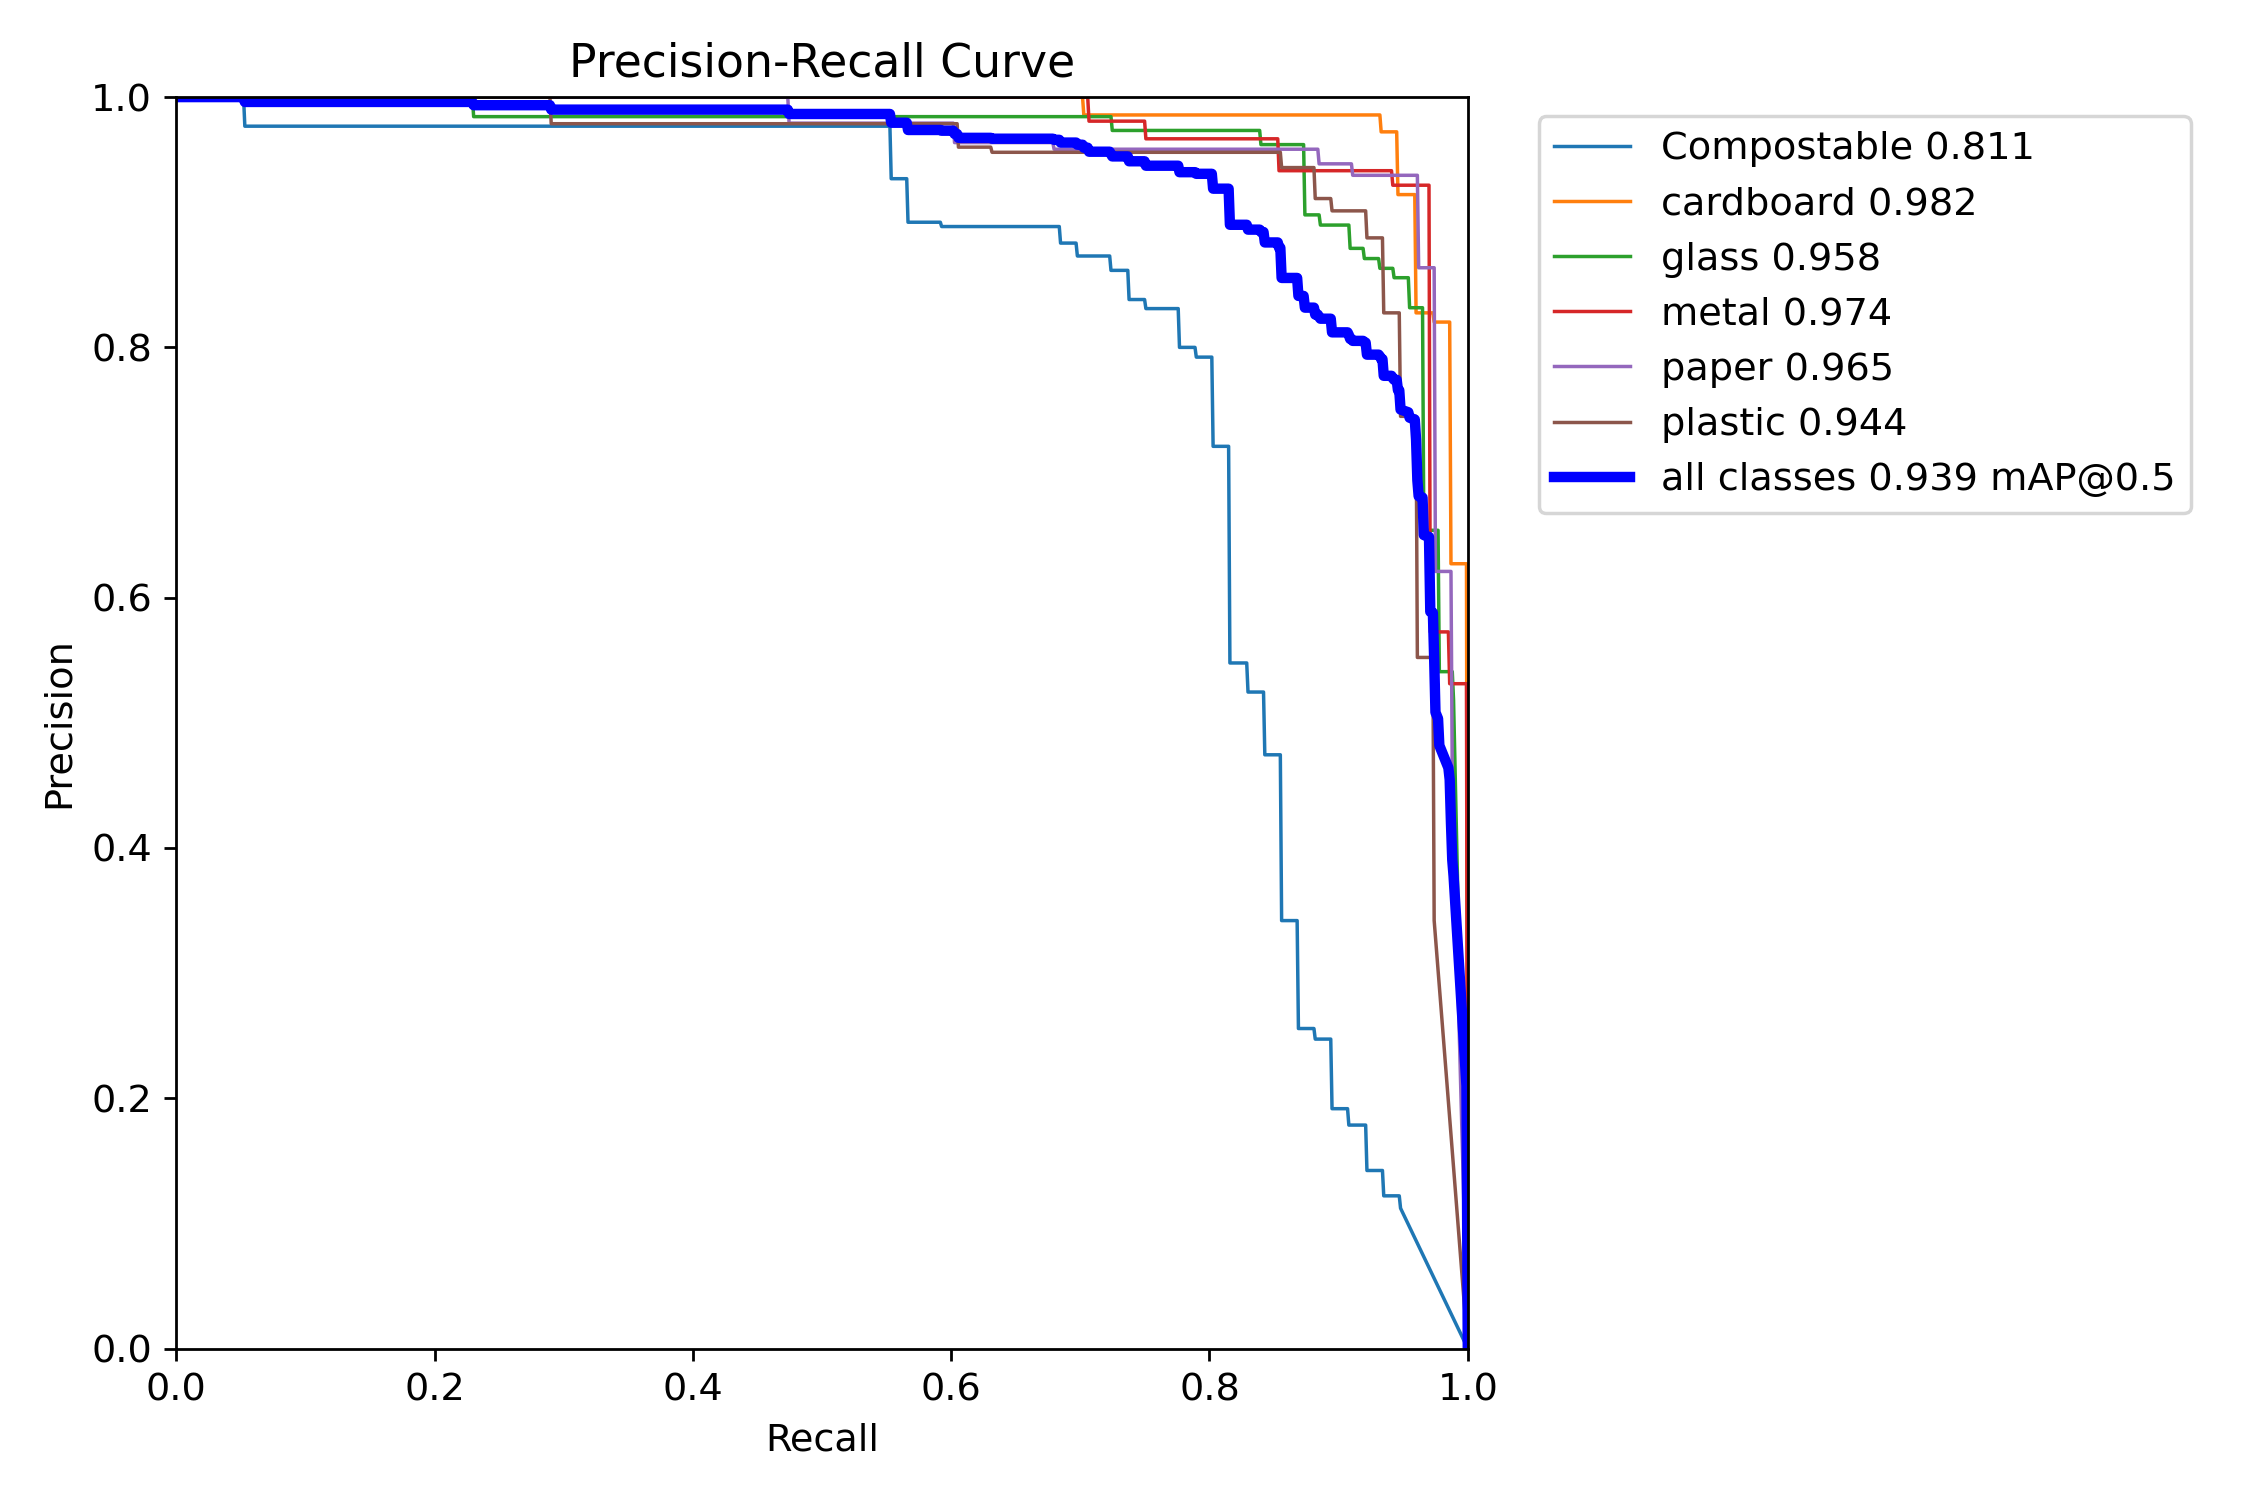 Precision-Recall Curve
1.0
0.8
0.6
0.4
0.2
0.0
Precision
0.0 0.2 0.4 0.6 0.8 1.0
Recall
Compostable 0.811
cardboard 0.982
glass 0.958
metal 0.974
paper 0.965
plastic 0.944
all classes 0.939 mAP@0.5